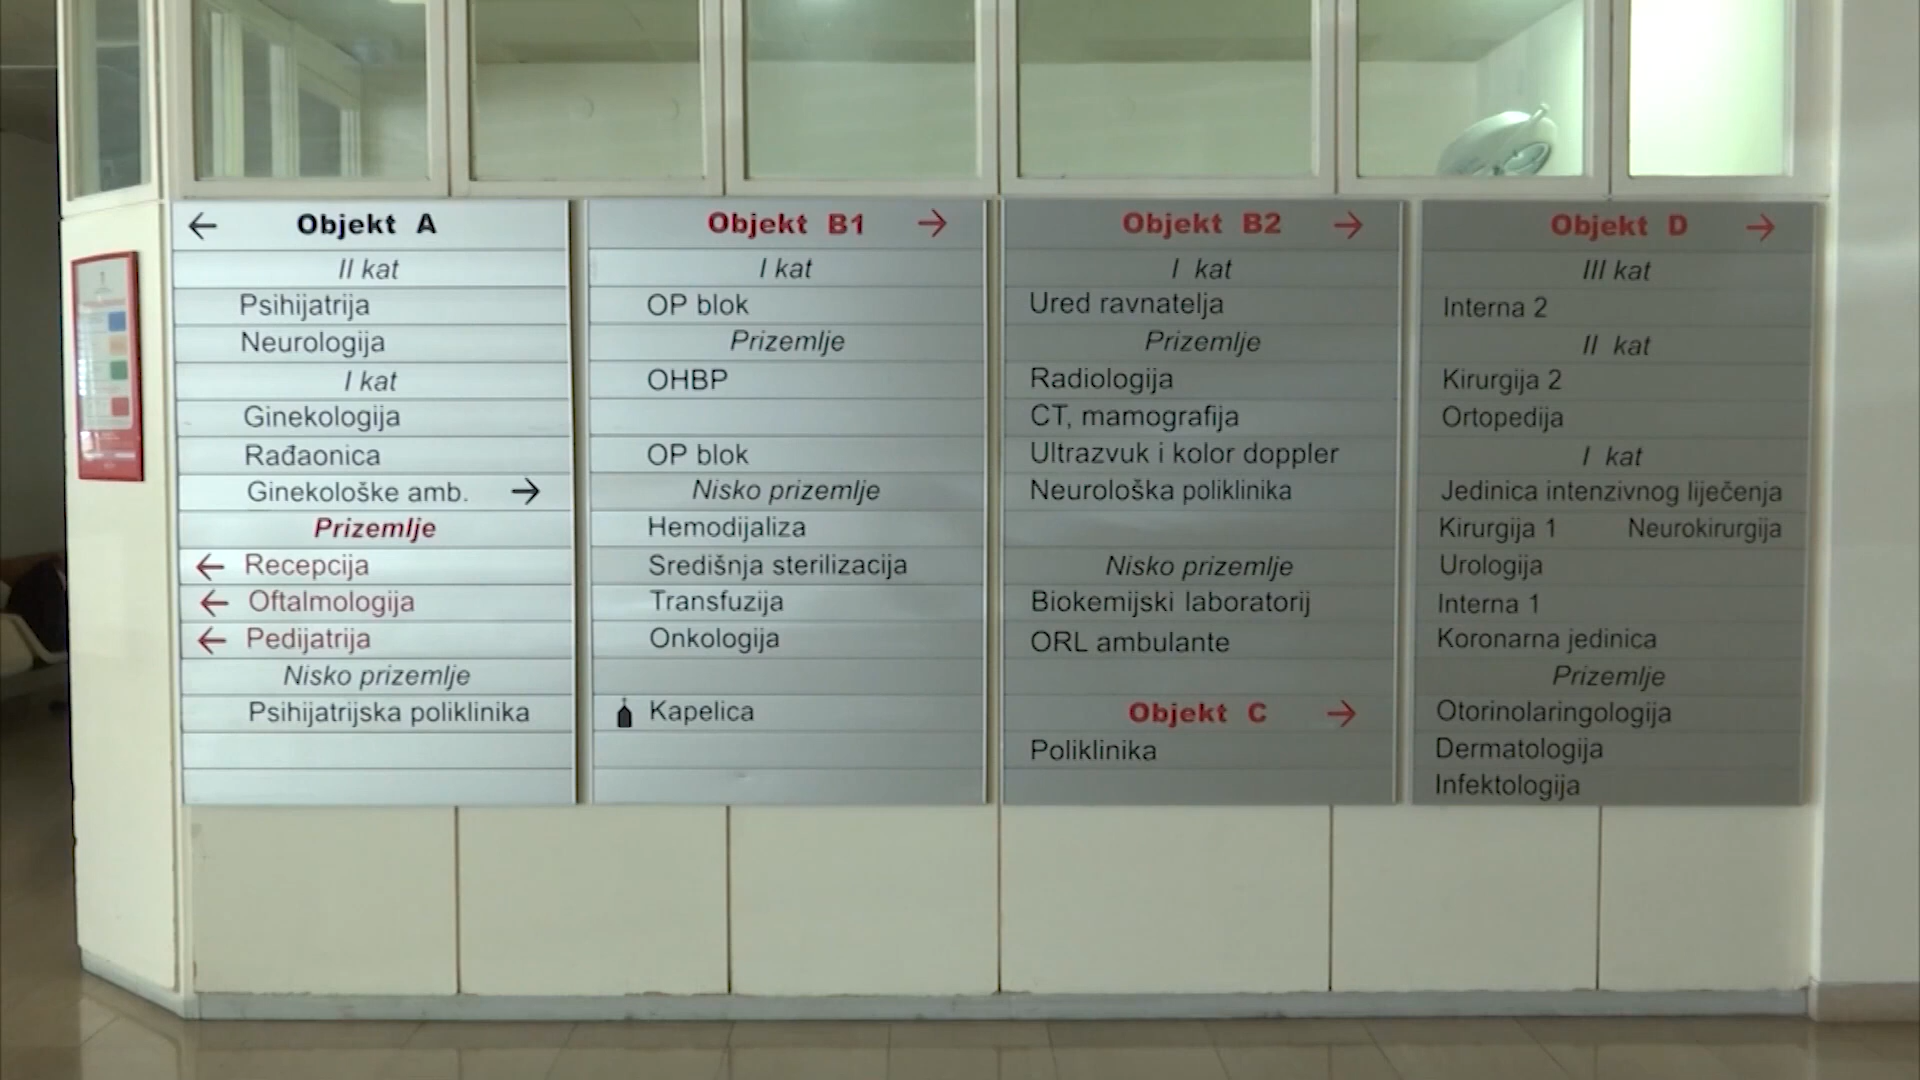 ← Objekt A
II kat
Psihijatrija
Neurologija
I kat
Ginekologija
Rađaonica
Ginekološke amb. →
Prizemlje
← Recepcija
← Oftalmologija
← Pedijatrija
Nisko prizemlje
Psihijatrijska poliklinika
Objekt B1 →
I kat
OP blok
Prizemlje
OHBP
OP blok
Nisko prizemlje
Hemodijaliza
Središnja sterilizacija
Transfuzija
Onkologija
Kapelica
Objekt B2 →
I kat
Ured ravnatelja
Prizemlje
Radiologija
CT, mamografija
Ultrazvuk i kolor doppler
Neurološka poliklinika
Nisko prizemlje
Biokemijski laboratorij
ORL ambulante
Objekt C →
Poliklinika
Objekt D →
III kat
Interna 2
II kat
Kirurgija 2
Ortopedija
I kat
Jedinica intenzivnog liječenja
Kirurgija 1 Neurokirurgija
Urologija
Interna 1
Koronarna jedinica
Prizemlje
Otorinolaringologija
Dermatologija
Infektologija